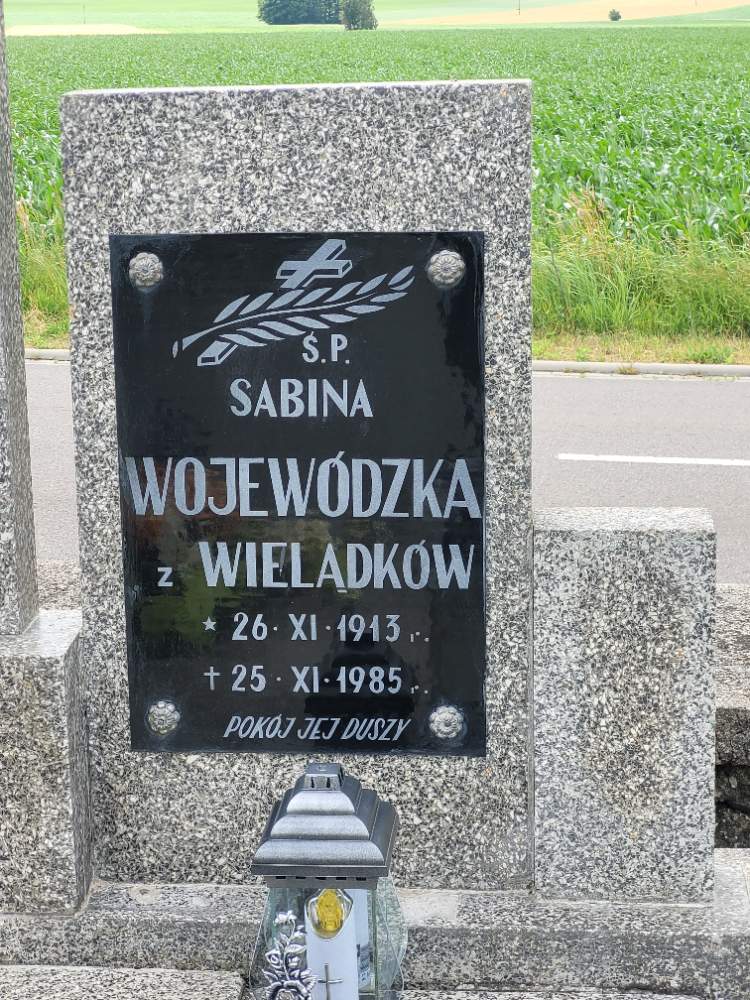 Ś.P.
SABINA
WOJEWÓDZKA
z WIELĄDKÓW
* 26. XI. 1913 r.
† 25. XI. 1985 r.
POKÓJ JEJ DUSZY